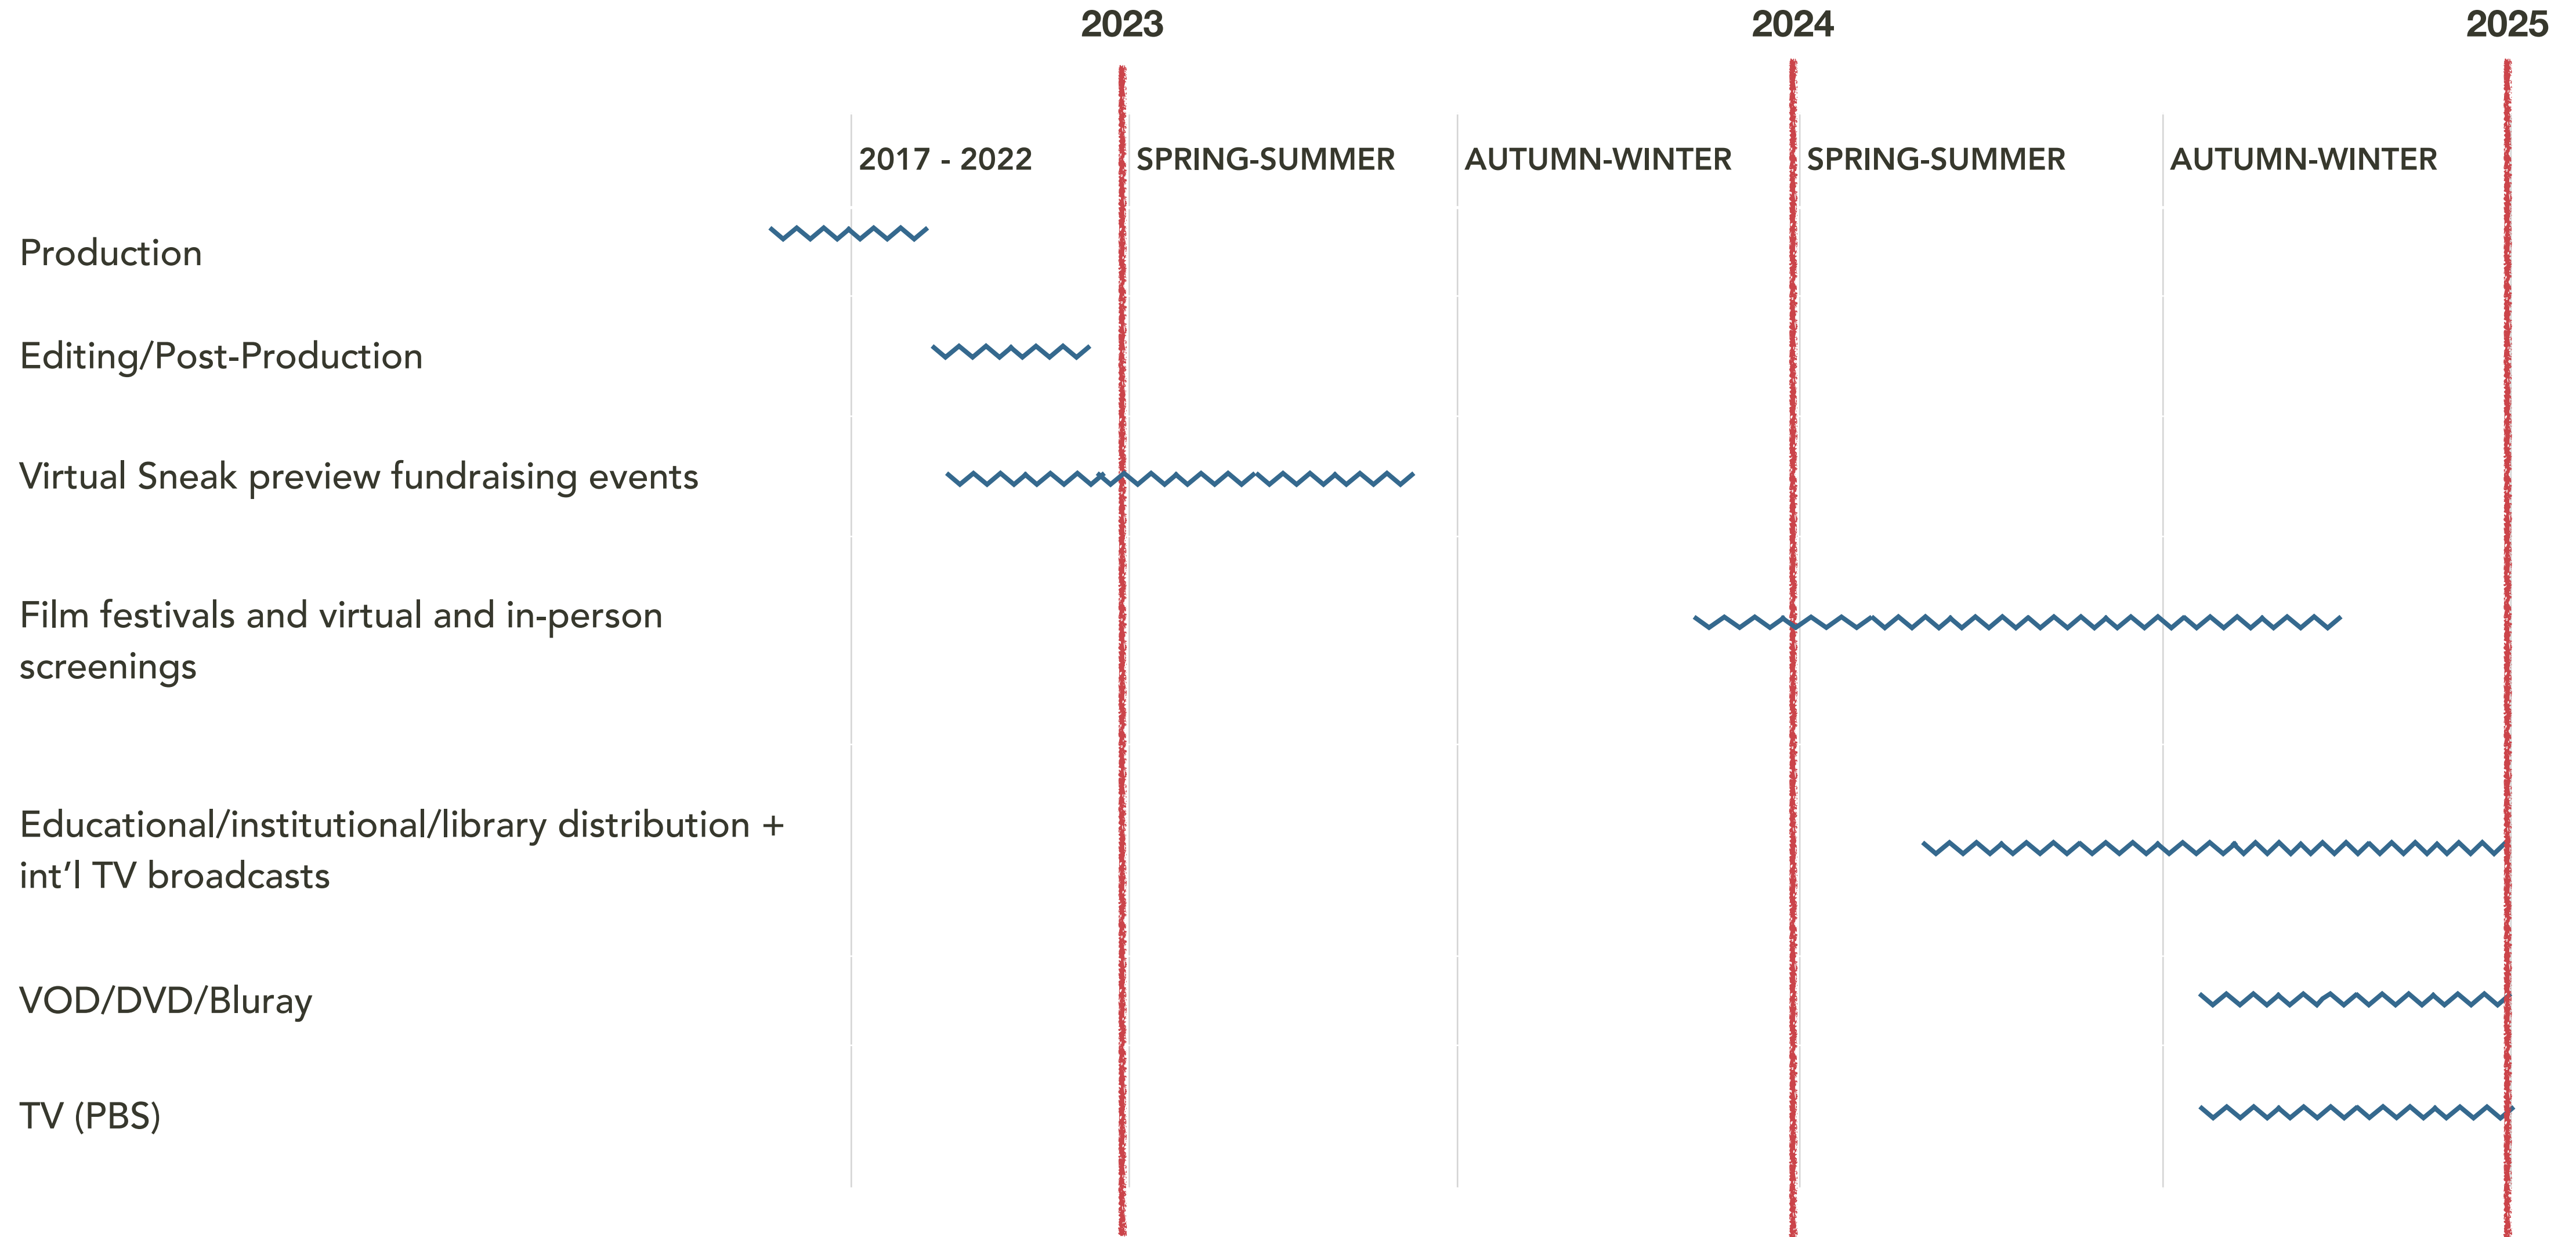 2023
2024
2025
2017 - 2022
SPRING-SUMMER
AUTUMN-WINTER
SPRING-SUMMER
AUTUMN-WINTER
Production
Editing/Post-Production
Virtual Sneak preview fundraising events
Film festivals and virtual and in-person
screenings
Educational/institutional/library distribution +
int’l TV broadcasts
VOD/DVD/Bluray
TV (PBS)